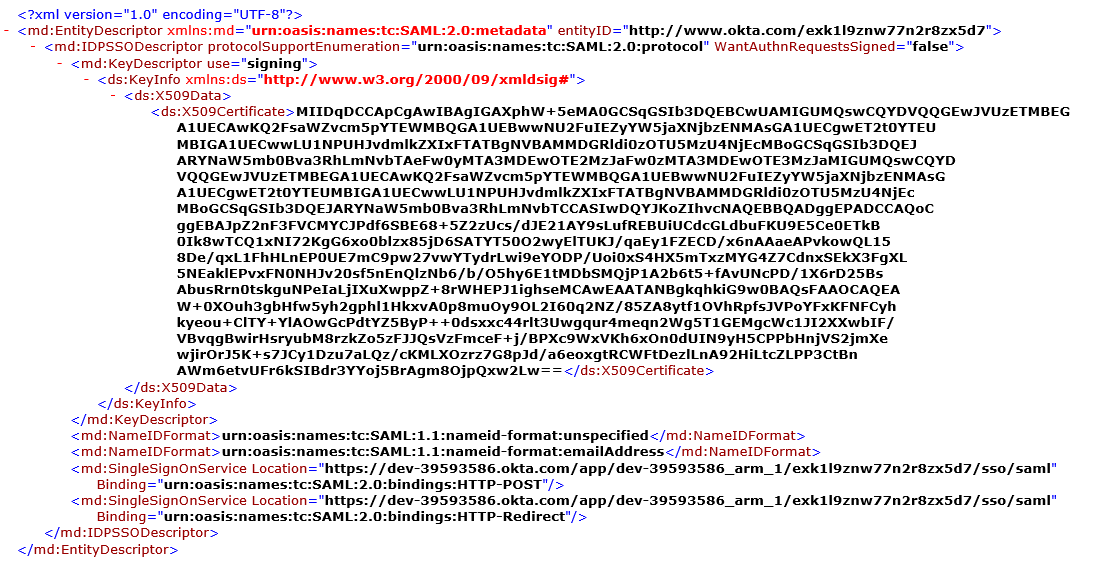 <?xml version="1.0" encoding="UTF-8"?>
- <md:EntityDescriptor xmlns:md="urn:oasis:names:tc:SAML:2.0:metadata" entityID="http://www.okta.com/exk1l9znw77n2r8zx5d7">
- <md:IDPSSODescriptor protocolSupportEnumeration="urn:oasis:names:tc:SAML:2.0:protocol" WantAuthnRequestsSigned="false">
- <md:KeyDescriptor use="signing">
- <ds:KeyInfo xmlns:ds="http://www.w3.org/2000/09/xmldsig#">
- <ds:X509Data>
<ds:X509Certificate>MIIDqDCCApCgAwIBAgIGAXphW+5eMA0GCSqGSIb3DQEBCwUAMIGUMQswCQYDVQQGEwJVUzETMBEG
A1UECAwKQ2FsaWZvcm5pYTEWMBQGA1UEBwwNU2FuIEZyYW5jaXNjbzENMAsGA1UECgwET2t0YTEU
MBIGA1UECwwLU1NPUHJvdmlkZXIxFTATBgNVBAMMDGRldi0zOTU5MzU4NjEcMBoGCSqGSIb3DQEJ
ARYNaW5mb0Bva3RhLmNvbTAeFw0yMTA3MDEwOTE2MzJaFw0zMTA3MDEwOTE3MzJaMIGUMQswCQYD
VQQGEwJVUzETMBEGA1UECAwKQ2FsaWZvcm5pYTEWMBQGA1UEBwwNU2FuIEZyYW5jaXNjbzENMAsG
A1UECgwET2t0YTEUMBIGA1UECwwLU1NPUHJvdmlkZXIxFTATBgNVBAMMDGRldi0zOTU5MzU4NjEc
MBoGCSqGSIb3DQEJARYNaW5mb0Bva3RhLmNvbTCCASIwDQYJKoZIhvcNAQEBBQADggEPADCCAQoC
ggEBAJpZ2nF3FVCMYCJPdf6SBE68+5Z2zUcs/dJE21AY9sLufREBUiUCdcGLdbuFKU9E5Ce0ETkB
0Ik8wTCQ1xNI72KgG6xo0blzx85jD6SATYT50O2wyElTUKJ/qaEy1FZECD/x6nAAaeAPvkowQL15
8De/qxL1FhHLnEP0UE7mC9pw27vwYTydrLwi9eYODP/Uoi0xS4HX5mTxzMYG4Z7CdnxSEkX3FgXL
5NEaklEPvxFN0NHJv20sf5nEnQlzNb6/b/O5hy6E1tMDbSMQjP1A2b6t5+fAvUNcPD/1X6rD25Bs
AbusRrn0tskguNPeIaLjIXuXwppZ+8rWHEPJ1ighseMCAwEAATANBgkqhkiG9w0BAQsFAAOCAQEA
W+0XOuh3gbHfw5yh2gphl1HkxvA0p8muOy9OL2I60q2NZ/85ZA8ytf1OVhRpfsJVPoYFxKFNFCyh
kyeou+ClTY+YlAOwGcPdtYZ5ByP++0dsxxc44rlt3Uwgqur4meqn2Wg5T1GEMgcWc1JI2XXwbIF/
VBvqgBwirHsryubM8rzkZo5zFJJQsVzFmceF+j/BPXc9WxVKh6xOn0dUIN9yH5CPPbHnjVS2jmXe
wjirOrJ5K+s7JCy1Dzu7aLQz/cKMLXOzrz7G8pJd/a6eoxgtRCWFtDezlLnA92HiLtcZLPP3CtBn
AWm6etvUFr6kSIBdr3YYoj5BrAgm8OjpQxw2Lw==</ds:X509Certificate>
</ds:X509Data>
</ds:KeyInfo>
</md:KeyDescriptor>
<md:NameIDFormat>urn:oasis:names:tc:SAML:1.1:nameid-format:unspecified</md:NameIDFormat>
<md:NameIDFormat>urn:oasis:names:tc:SAML:1.1:nameid-format:emailAddress</md:NameIDFormat>
<md:SingleSignOnService Location="https://dev-39593586.okta.com/app/dev-39593586_arm_1/exk1l9znw77n2r8zx5d7/sso/saml"
Binding="urn:oasis:names:tc:SAML:2.0:bindings:HTTP-POST"/>
<md:SingleSignOnService Location="https://dev-39593586.okta.com/app/dev-39593586_arm_1/exk1l9znw77n2r8zx5d7/sso/saml"
Binding="urn:oasis:names:tc:SAML:2.0:bindings:HTTP-Redirect"/>
</md:IDPSSODescriptor>
</md:EntityDescriptor>